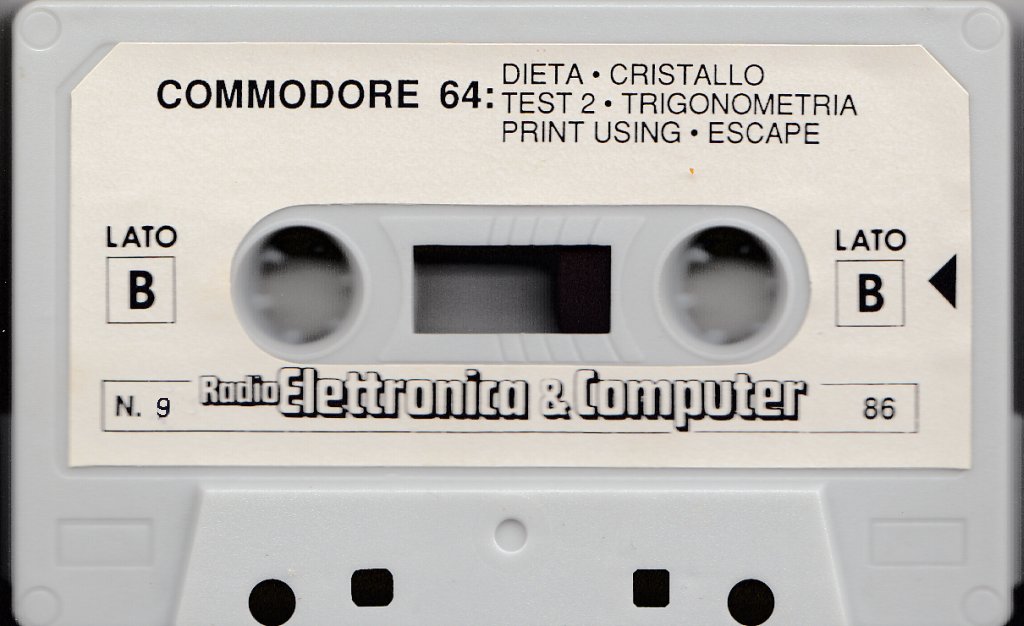 COMMODORE 64:
DIETA • CRISTALLO
TEST 2 • TRIGONOMETRIA
PRINT USING • ESCAPE
LATO
B
LATO
B
N. 9
Radio Elettronica & Computer
86